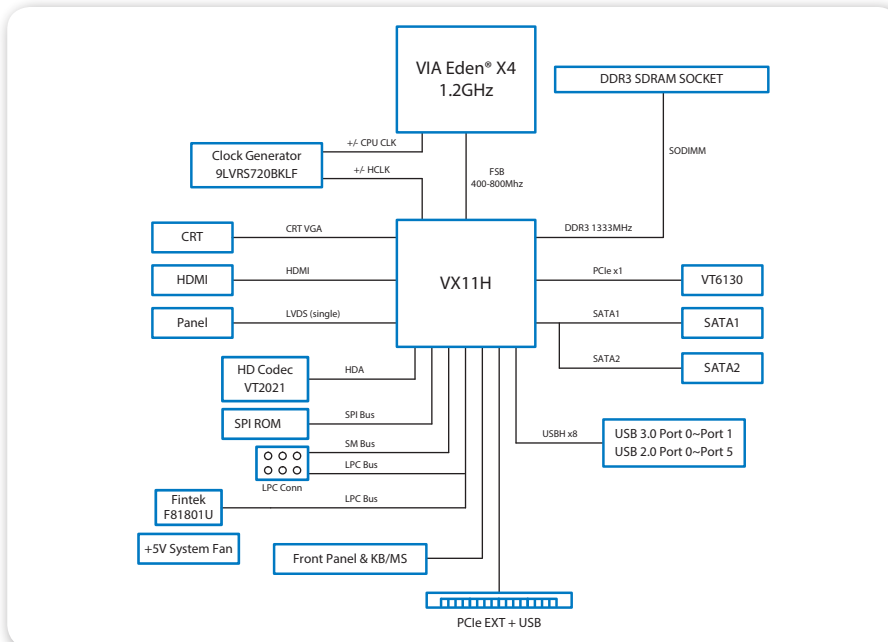 VIA Eden® X4
1.2GHz
DDR3 SDRAM SOCKET
+/- CPU CLK
Clock Generator
9LVRS720BKLF
+/- HCLK
FSB
400-800Mhz
SODIMM
CRT
CRT VGA
DDR3 1333MHz
HDMI
HDMI
VX11H
PCIe x1
VT6130
Panel
LVDS (single)
SATA1
SATA1
SATA2
SATA2
HD Codec
VT2021
HDA
SPI ROM
SPI Bus
USBH x8
USB 3.0 Port 0~Port 1
USB 2.0 Port 0~Port 5
SM Bus
LPC Bus
LPC Conn
Fintek
F81801U
LPC Bus
+5V System Fan
Front Panel & KB/MS
PCIe EXT + USB